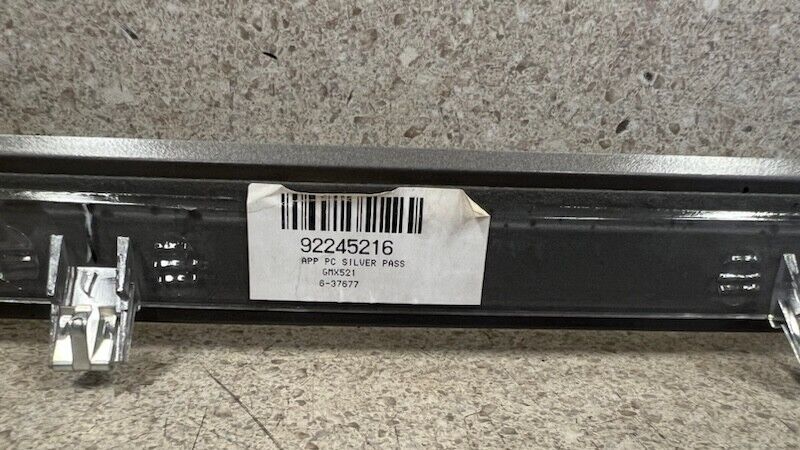 92245216
APP PC SILVER PASS
GMX521
6-37677